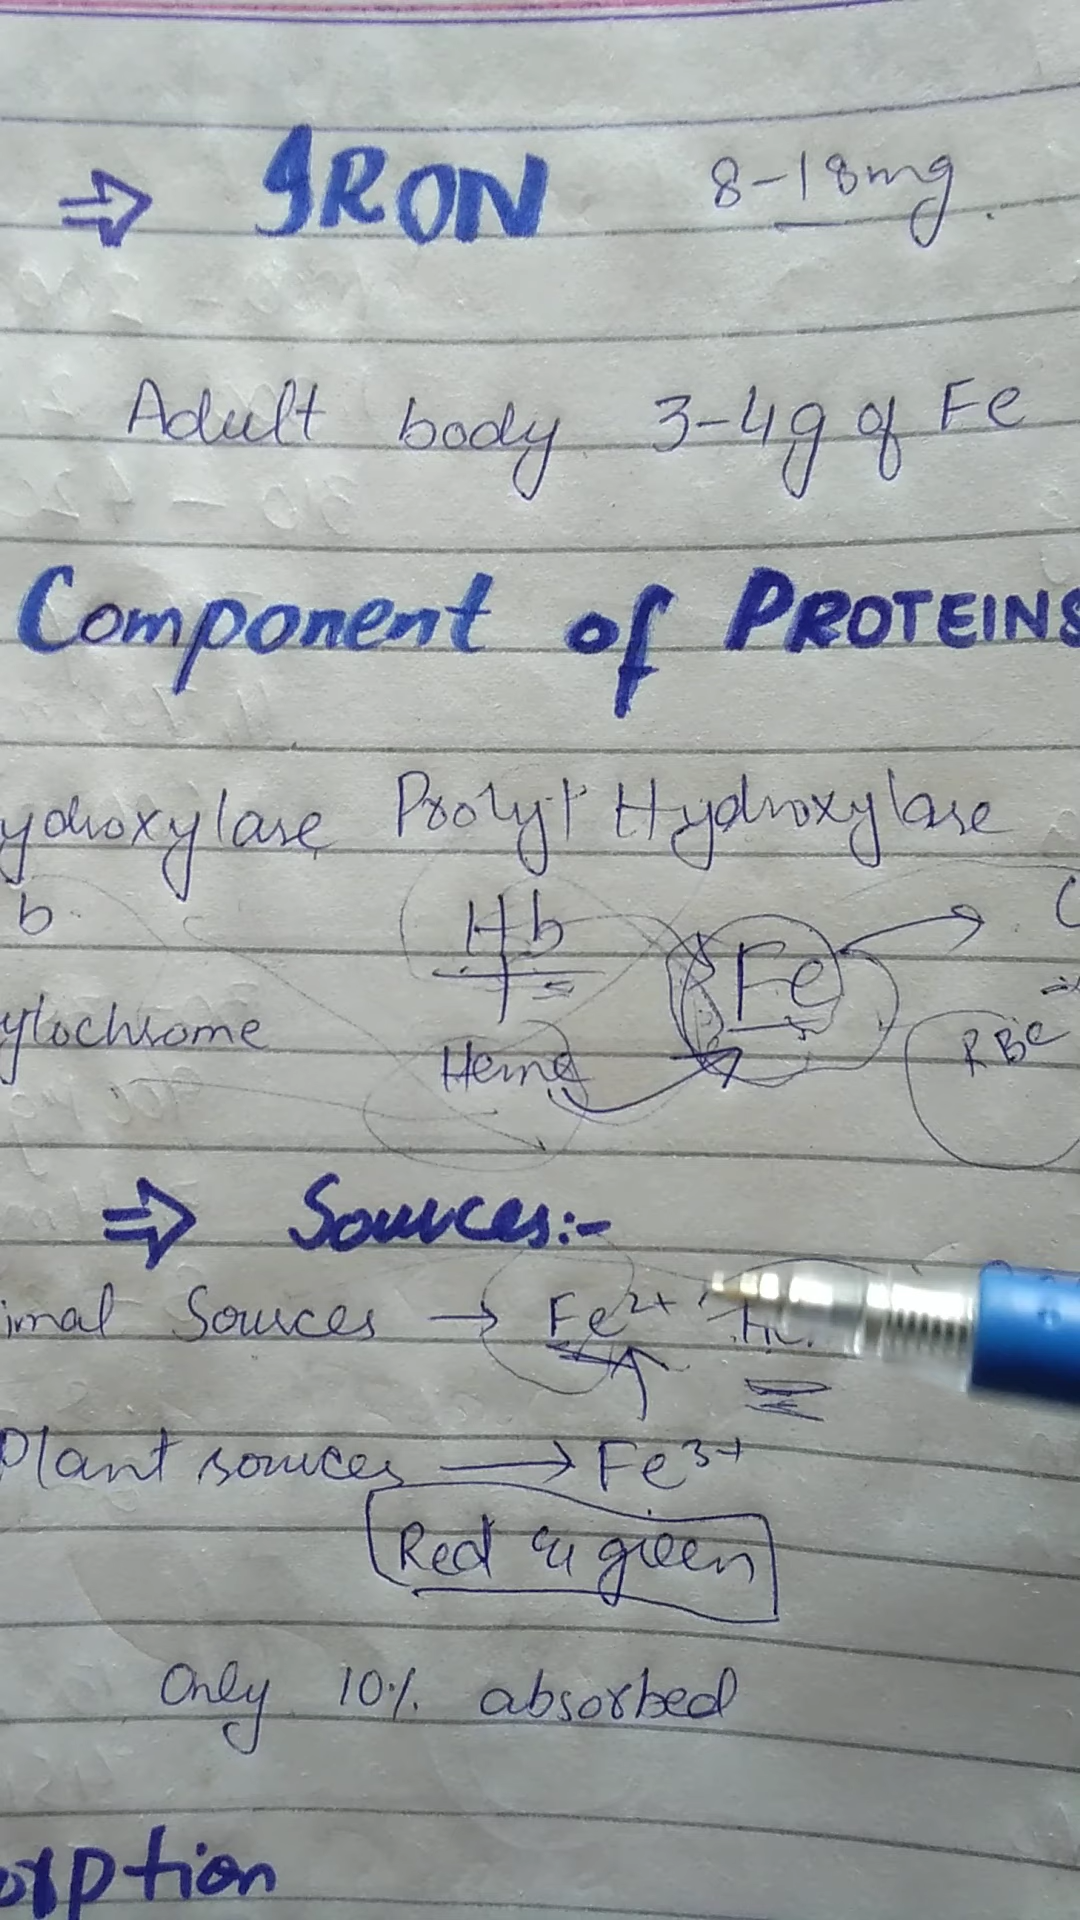 ⇒ IRON 8-18mg.
Adult body 3-4g of Fe
Component of PROTEINS
ydroxylase Prolyl Hydroxylase
b Hb Fe → C
ytochrome Heme RBC
⇒ Sources:-
imal Sources → Fe2+
Plant sources → Fe3+
Red & green
Only 10% absorbed
orption